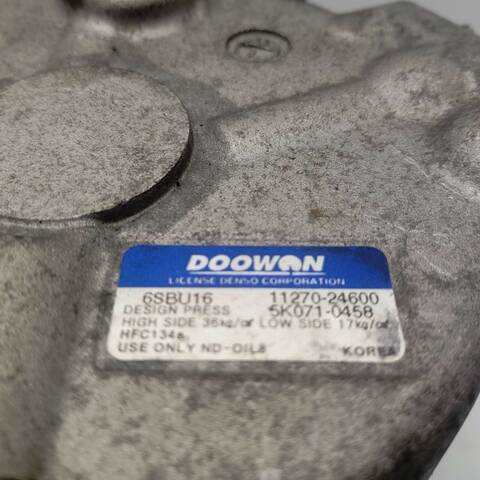 DOOWON
LICENSE DENSO CORPORATION
6SBU16 11270-24600
DESIGN PRESS 5K071-0458
HIGH SIDE 36kg/㎠ LOW SIDE 17kg/㎠
HFC134a
USE ONLY ND-OIL8 KOREA